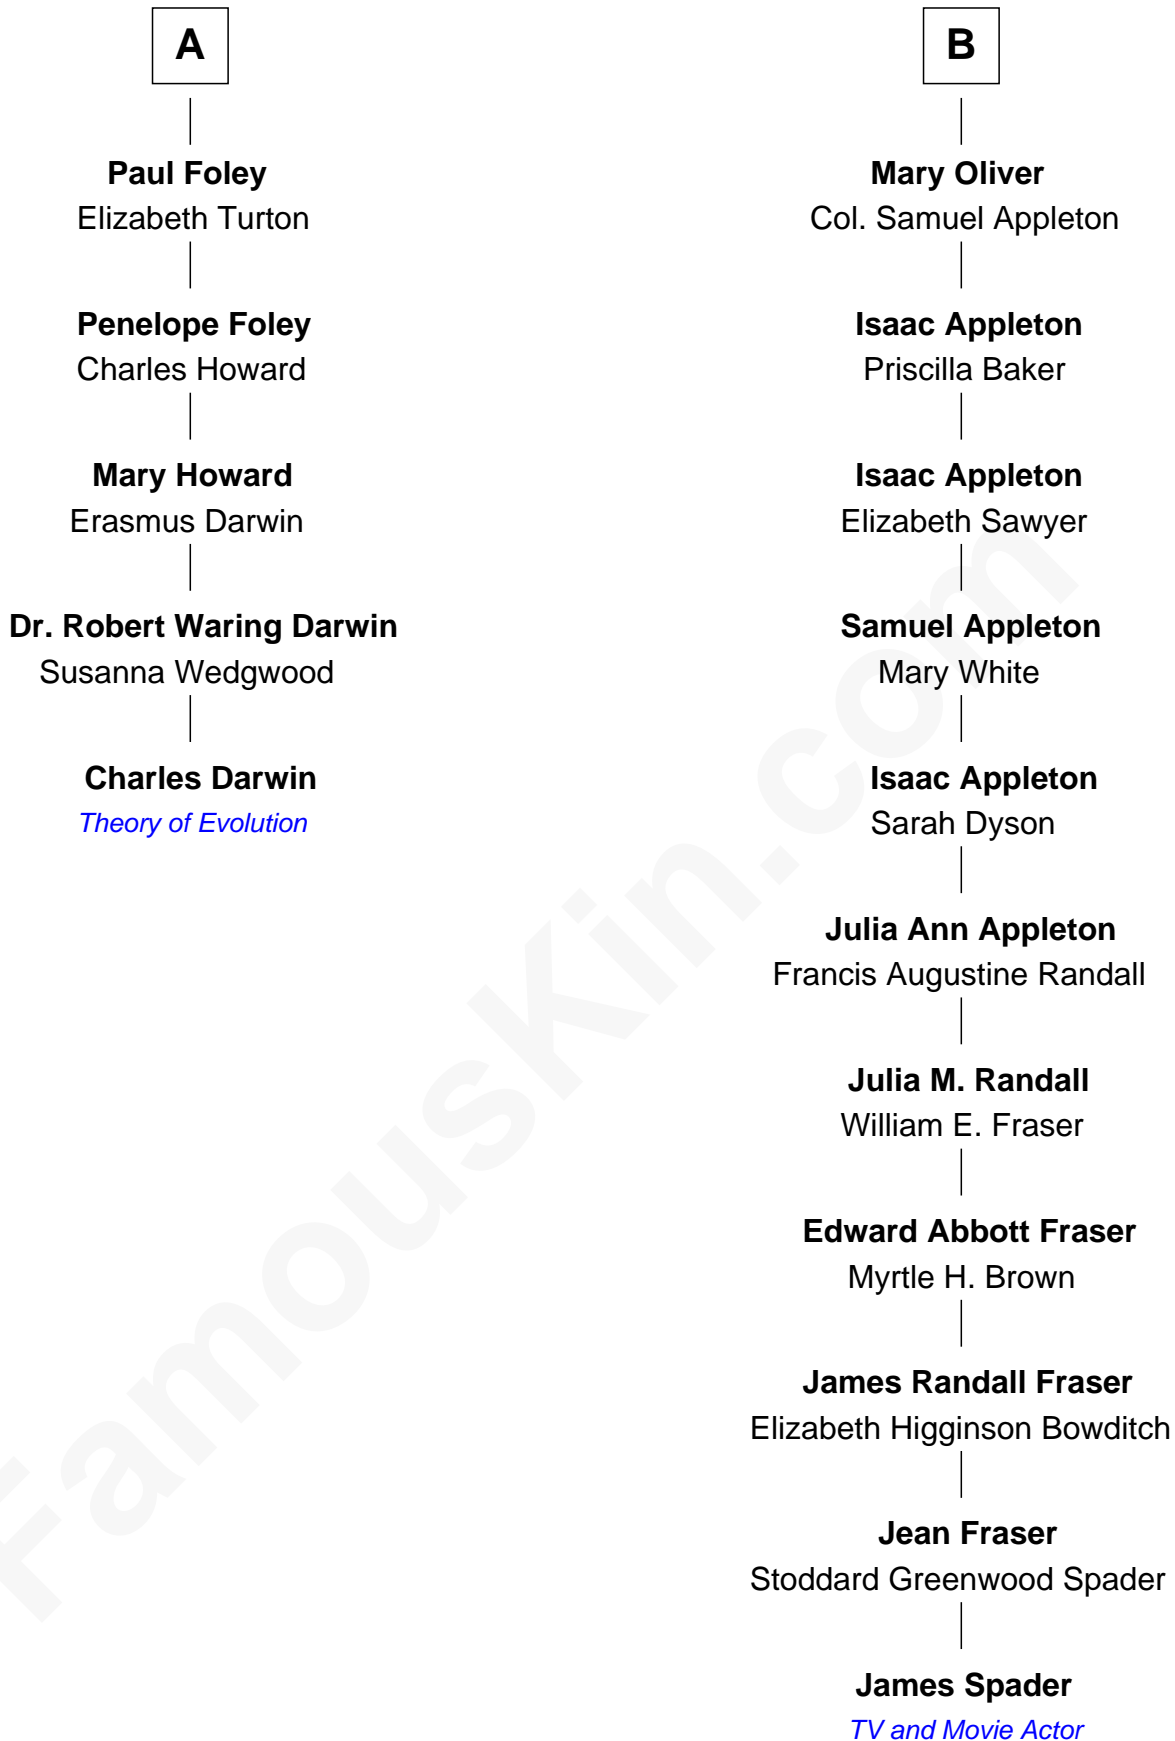 A
Paul Foley
Elizabeth Turton
Penelope Foley
Charles Howard
Mary Howard
Erasmus Darwin
Dr. Robert Waring Darwin
Susanna Wedgwood
Charles Darwin
Theory of Evolution
B
Mary Oliver
Col. Samuel Appleton
Isaac Appleton
Priscilla Baker
Isaac Appleton
Elizabeth Sawyer
Samuel Appleton
Mary White
Isaac Appleton
Sarah Dyson
Julia Ann Appleton
Francis Augustine Randall
Julia M. Randall
William E. Fraser
Edward Abbott Fraser
Myrtle H. Brown
James Randall Fraser
Elizabeth Higginson Bowditch
Jean Fraser
Stoddard Greenwood Spader
James Spader
TV and Movie Actor
FamousKin.com